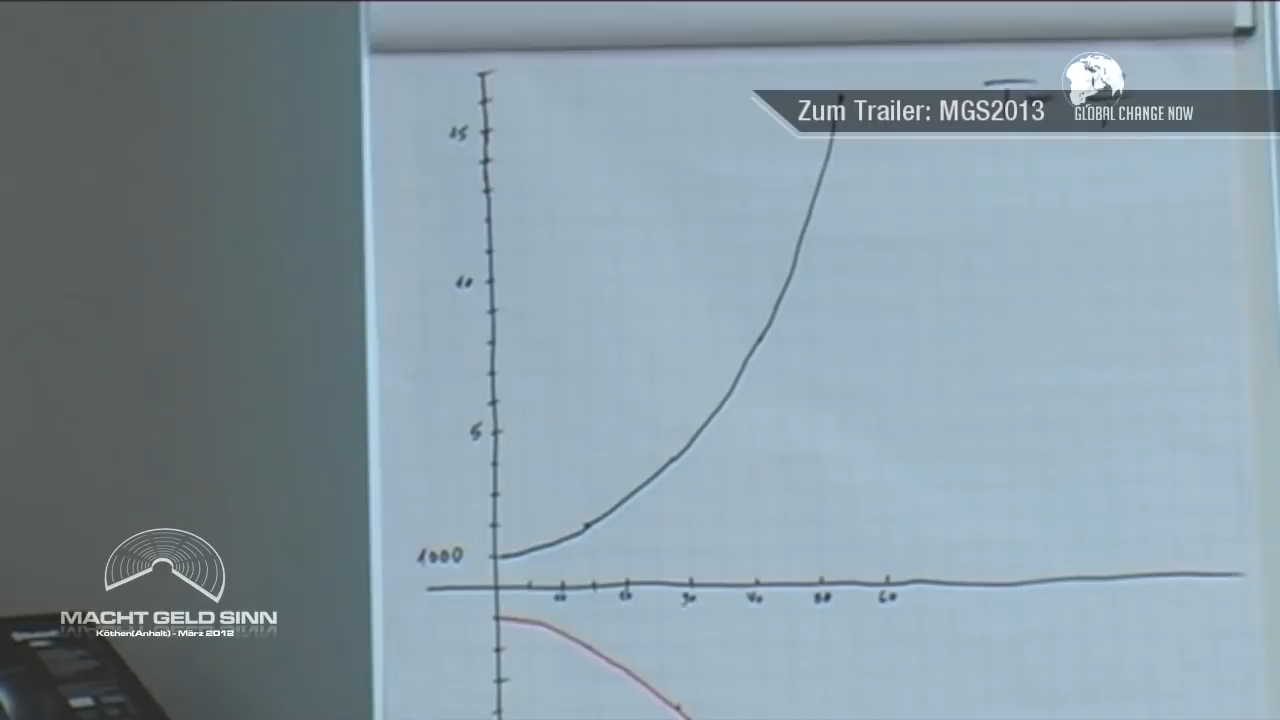 Zum Trailer: MGS2013
GLOBAL CHANGE NOW
15
10
5
1000
10 30 40 50 60
MACHT GELD SINN
Köthen(Anhalt) - März 2012